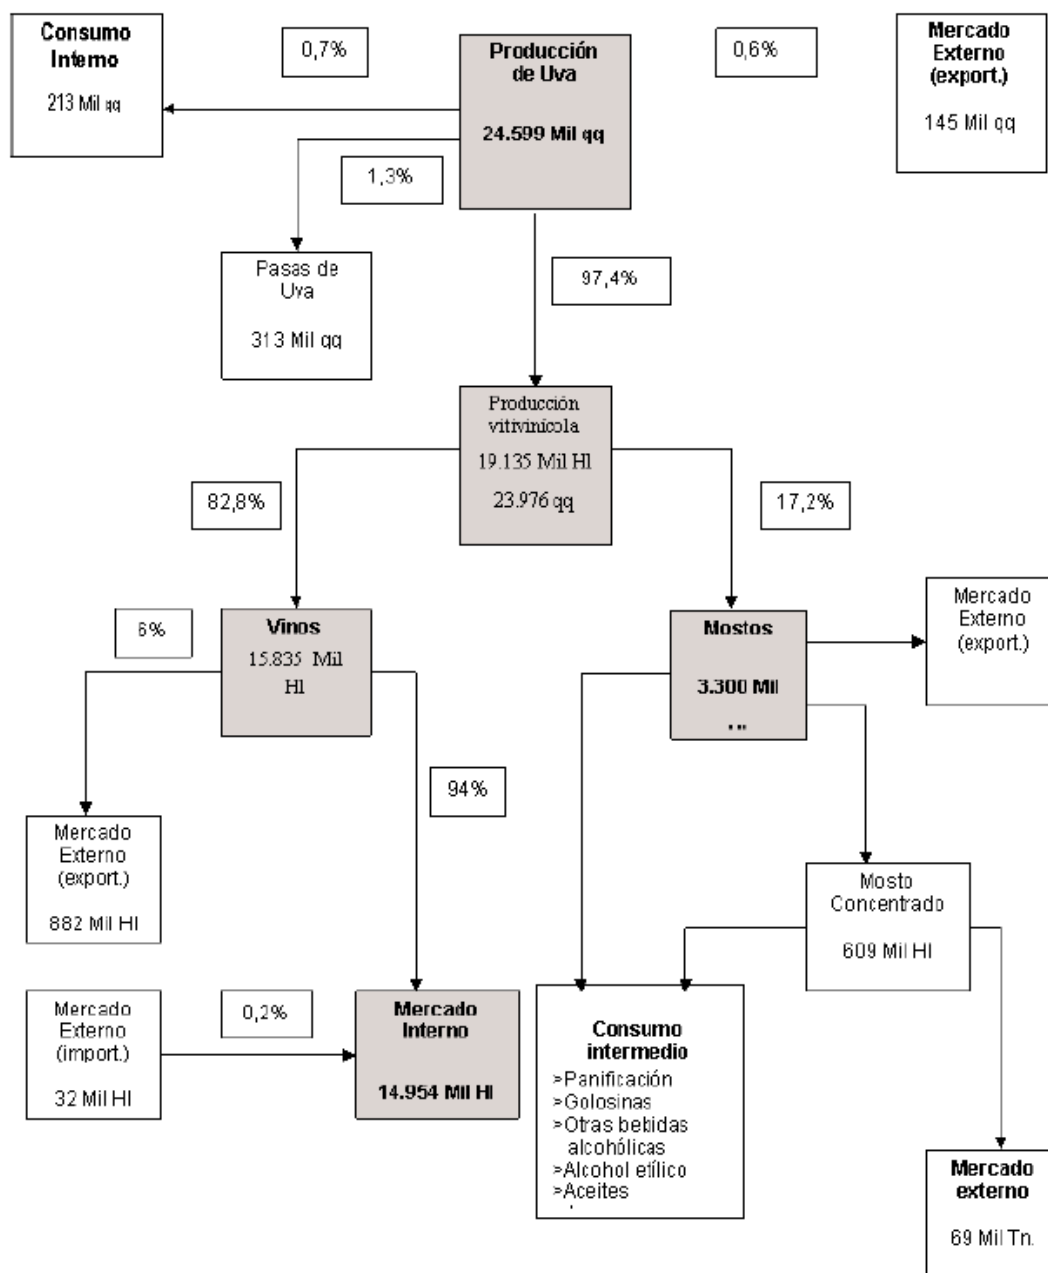 Consumo
Interno
213 Mil qq
0,7%
Producción
de Uva
24.599 Mil qq
0,6%
Mercado
Externo
(export.)
145 Mil qq
1,3%
Pasas de
Uva
313 Mil qq
97,4%
Producción
vitivinícola
19.135 Mil Hl
23.976 qq
82,8%
17,2%
6%
Vinos
15.835 Mil
Hl
Mostos
3.300 Mil
...
Mercado
Externo
(export.)
94%
Mercado
Externo
(export.)
882 Mil Hl
Mosto
Concentrado
609 Mil Hl
Mercado
Externo
(import.)
32 Mil Hl
0,2%
Mercado
Interno
14.954 Mil Hl
Consumo
intermedio
>Panificación
>Golosinas
>Otras bebidas
alcohólicas
>Alcohol etílico
>Aceites
Mercado
externo
69 Mil Tn.